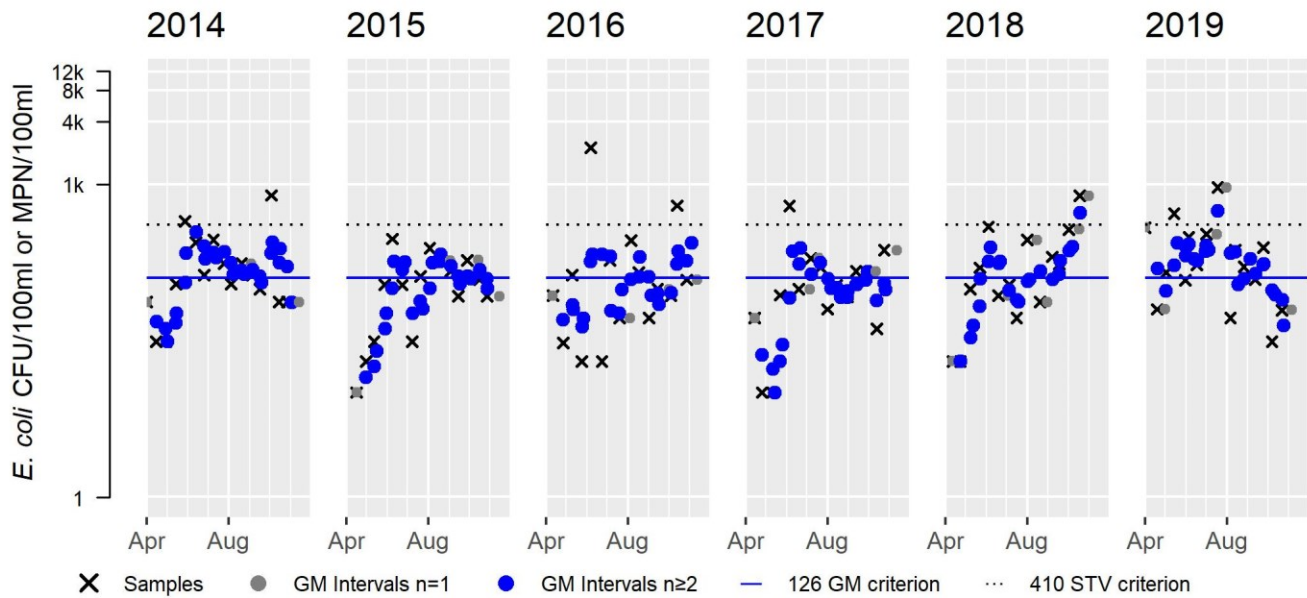 2014 2015 2016 2017 2018 2019
E. coli CFU/100ml or MPN/100ml
12k
8k
4k
1k
1
Apr Aug Apr Aug Apr Aug Apr Aug Apr Aug Apr Aug
Samples GM Intervals n=1 GM Intervals n≥2 126 GM criterion 410 STV criterion